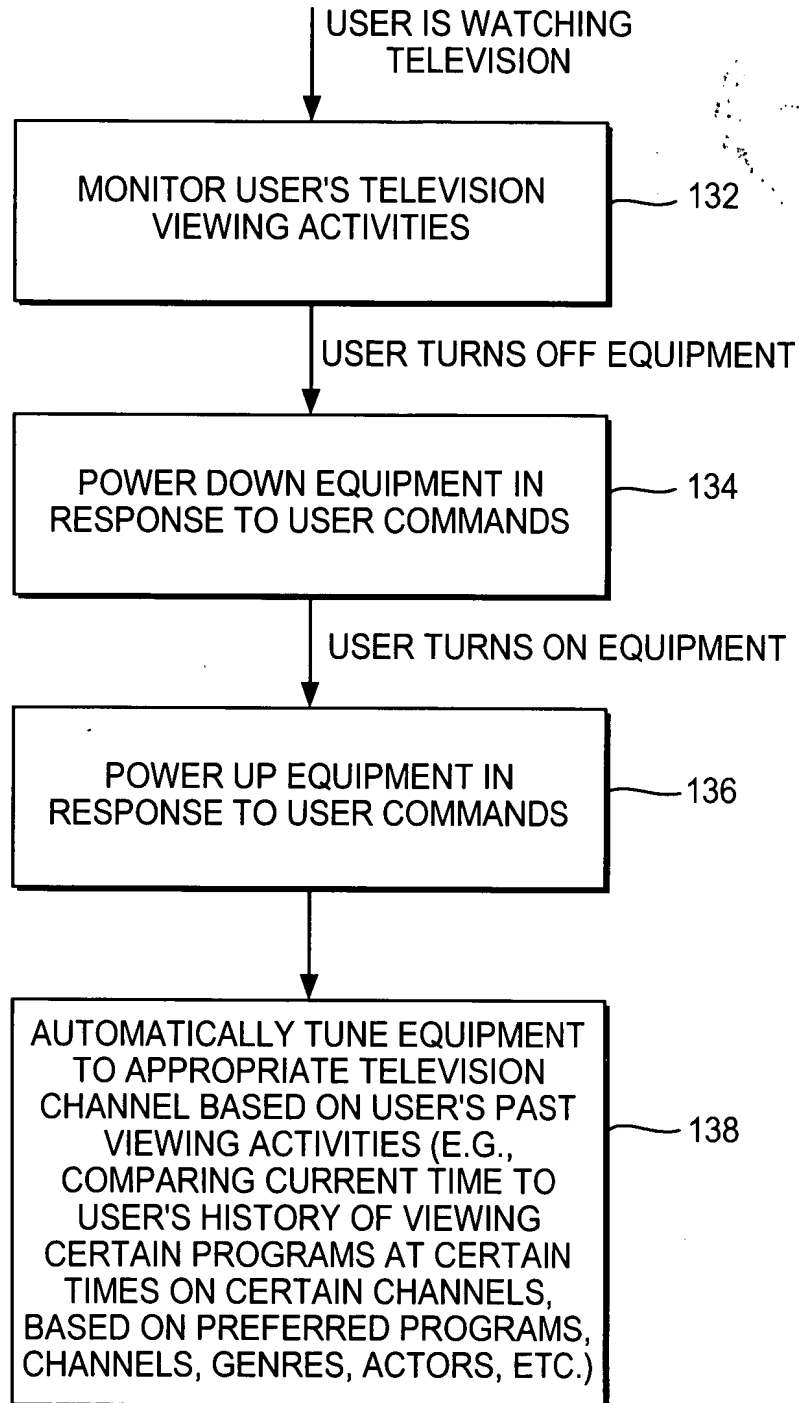 USER IS WATCHING
TELEVISION
MONITOR USER'S TELEVISION
VIEWING ACTIVITIES
132
USER TURNS OFF EQUIPMENT
POWER DOWN EQUIPMENT IN
RESPONSE TO USER COMMANDS
134
USER TURNS ON EQUIPMENT
POWER UP EQUIPMENT IN
RESPONSE TO USER COMMANDS
136
AUTOMATICALLY TUNE EQUIPMENT
TO APPROPRIATE TELEVISION
CHANNEL BASED ON USER'S PAST
VIEWING ACTIVITIES (E.G.,
COMPARING CURRENT TIME TO
USER'S HISTORY OF VIEWING
CERTAIN PROGRAMS AT CERTAIN
TIMES ON CERTAIN CHANNELS,
BASED ON PREFERRED PROGRAMS,
CHANNELS, GENRES, ACTORS, ETC.)
138